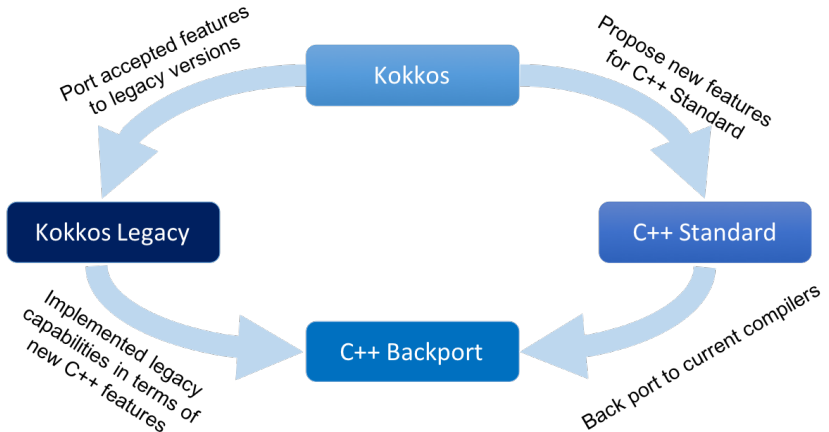 Port accepted features
to legacy versions
Kokkos
Propose new features
for C++ Standard
Kokkos Legacy
C++ Standard
Implemented legacy
capabilities in terms of
new C++ features
C++ Backport
Back port to current compilers